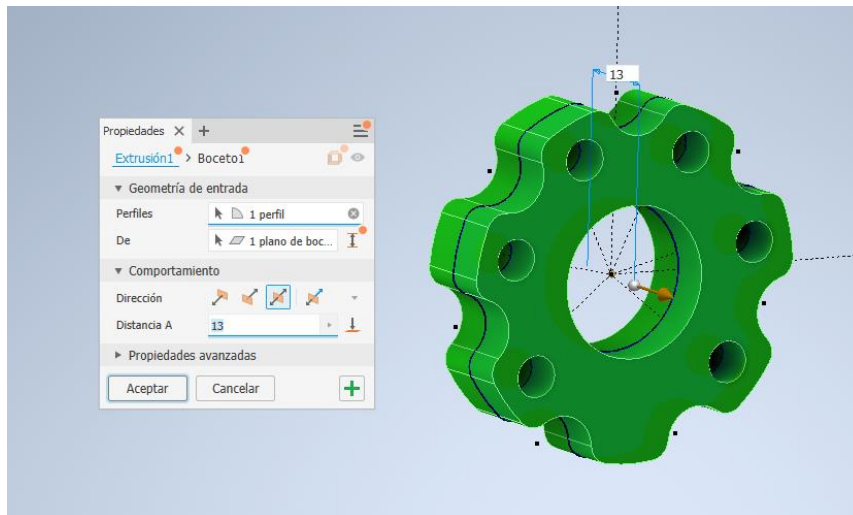 13
Propiedades × +
Extrusión1 > Boceto1
Geometría de entrada
Perfiles 1 perfil
De 1 plano de boc...
Comportamiento
Dirección
Distancia A 13
Propiedades avanzadas
Aceptar Cancelar +